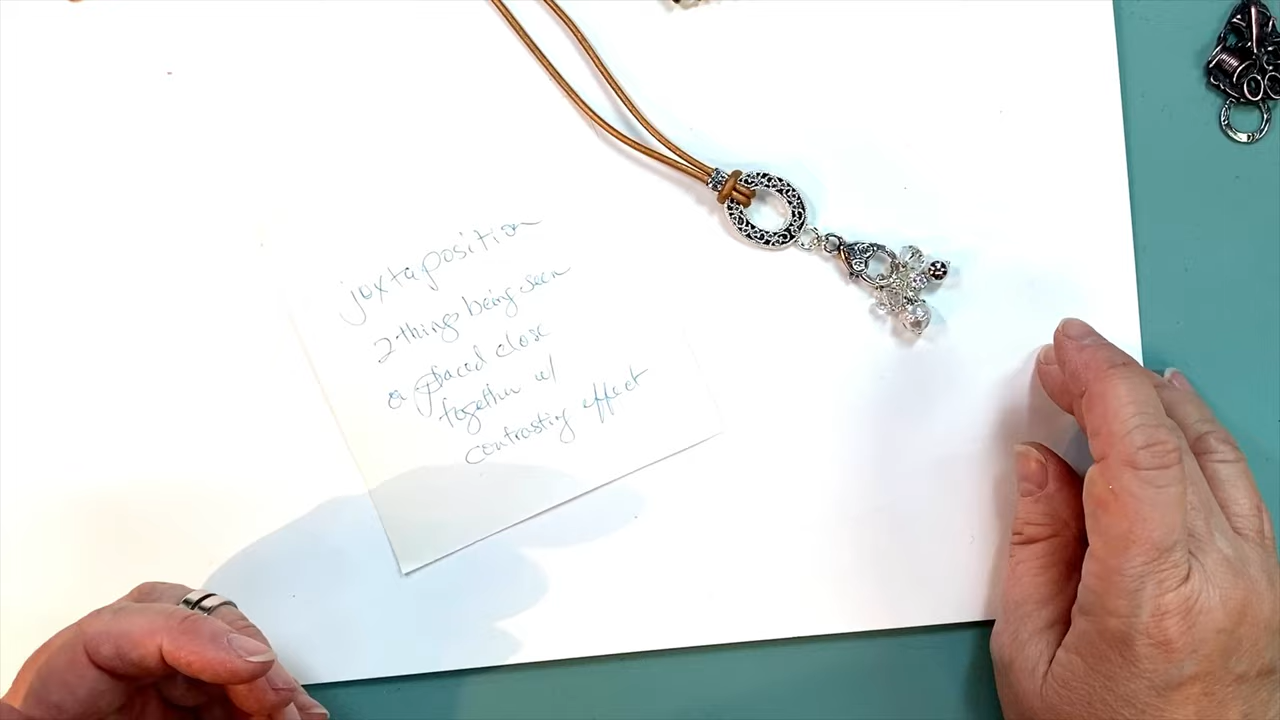 juxtaposition
2 things being seen
or placed close
together w/
contrasting effect